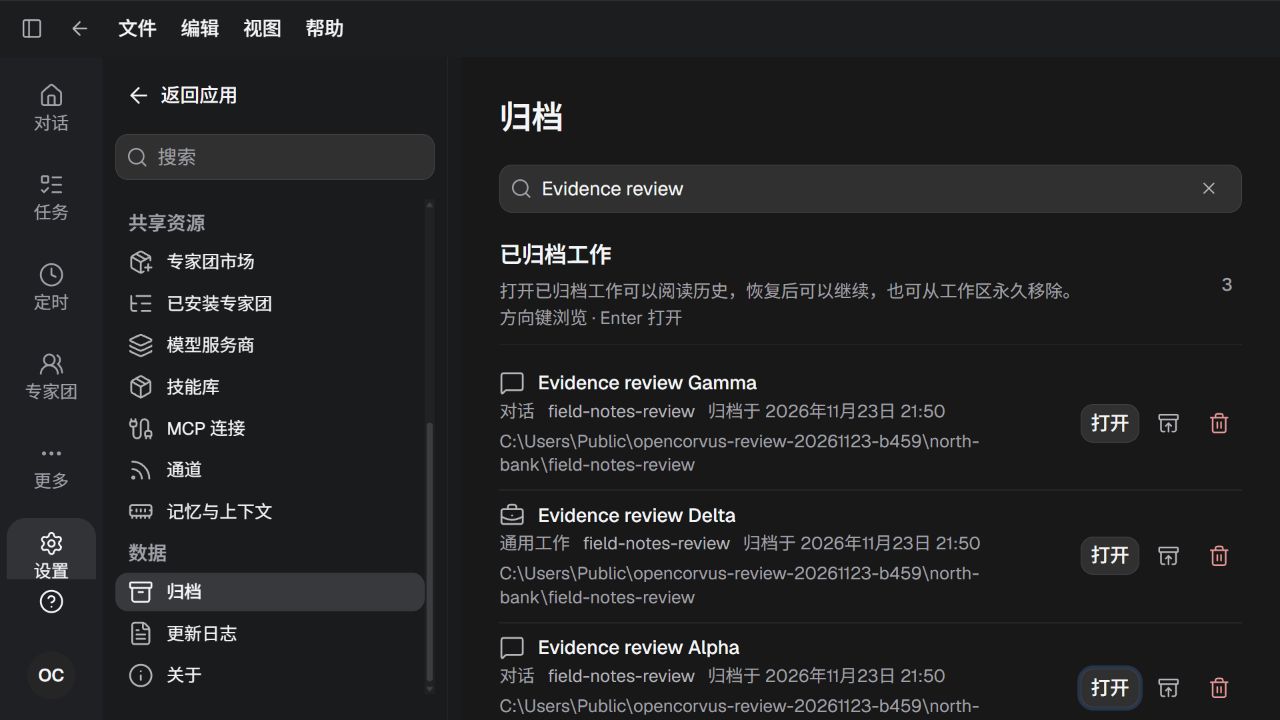 文件 编辑 视图 帮助
对话
任务
定时
专家团
更多
设置
OC
返回应用
搜索
共享资源
专家团市场
已安装专家团
模型服务商
技能库
MCP 连接
通道
记忆与上下文
数据
归档
更新日志
关于
归档
Evidence review
已归档工作
打开已归档工作可以阅读历史，恢复后可以继续，也可从工作区永久移除。
方向键浏览 · Enter 打开
3
Evidence review Gamma
对话 field-notes-review 归档于 2026年11月23日 21:50
C:\Users\Public\opencorvus-review-20261123-b459\north-
bank\field-notes-review
打开
Evidence review Delta
通用工作 field-notes-review 归档于 2026年11月23日 21:50
C:\Users\Public\opencorvus-review-20261123-b459\north-
bank\field-notes-review
打开
Evidence review Alpha
对话 field-notes-review 归档于 2026年11月23日 21:50
C:\Users\Public\opencorvus-review-20261123-b459\north-
打开